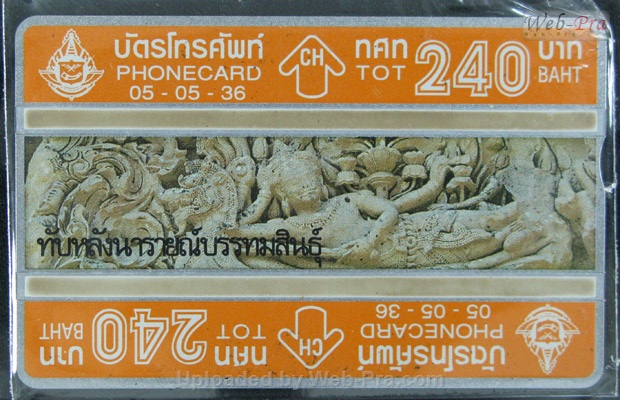 บัตรโทรศัพท์ CH ทศท 240 บาท
PHONECARD TOT BAHT
05 - 05 - 36
Web-Pra
ทับหลังนารายณ์บรรทมสินธุ์
บัตรโทรศัพท์ CH ทศท 240 บาท
PHONECARD TOT BAHT
05 - 05 - 36
Uploaded by Web-Pra.com